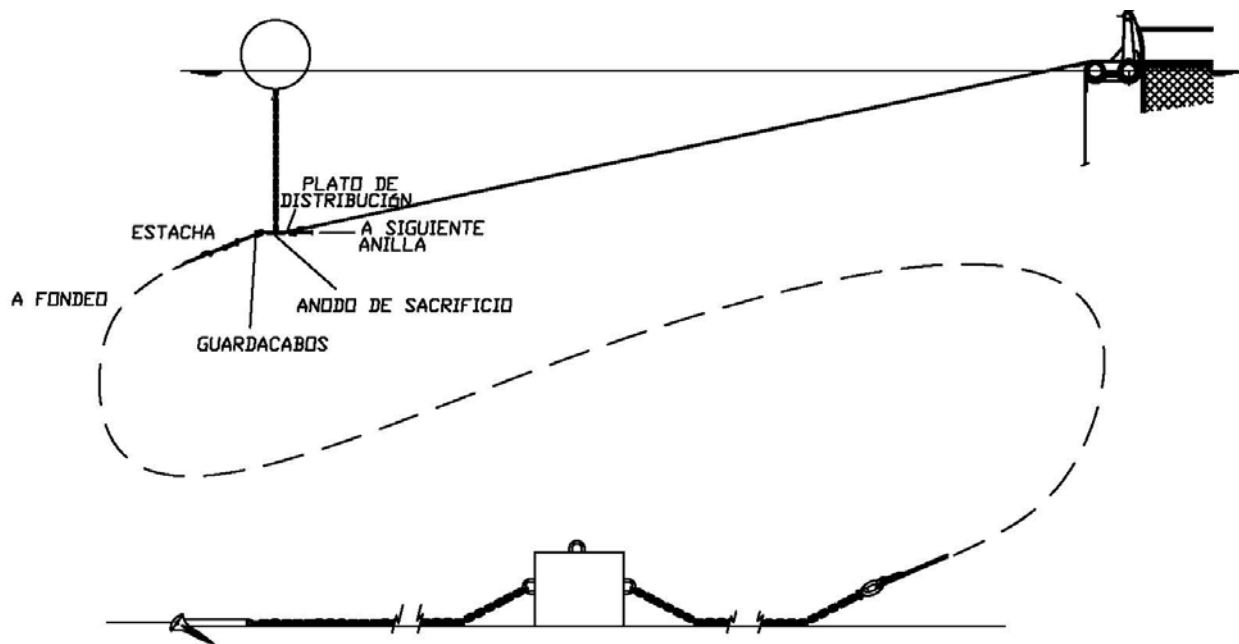 PLATO DE
DISTRIBUCIÓN
ESTACHA
A SIGUIENTE
ANILLA
A FONDEO
ANODO DE SACRIFICIO
GUARDACABOS